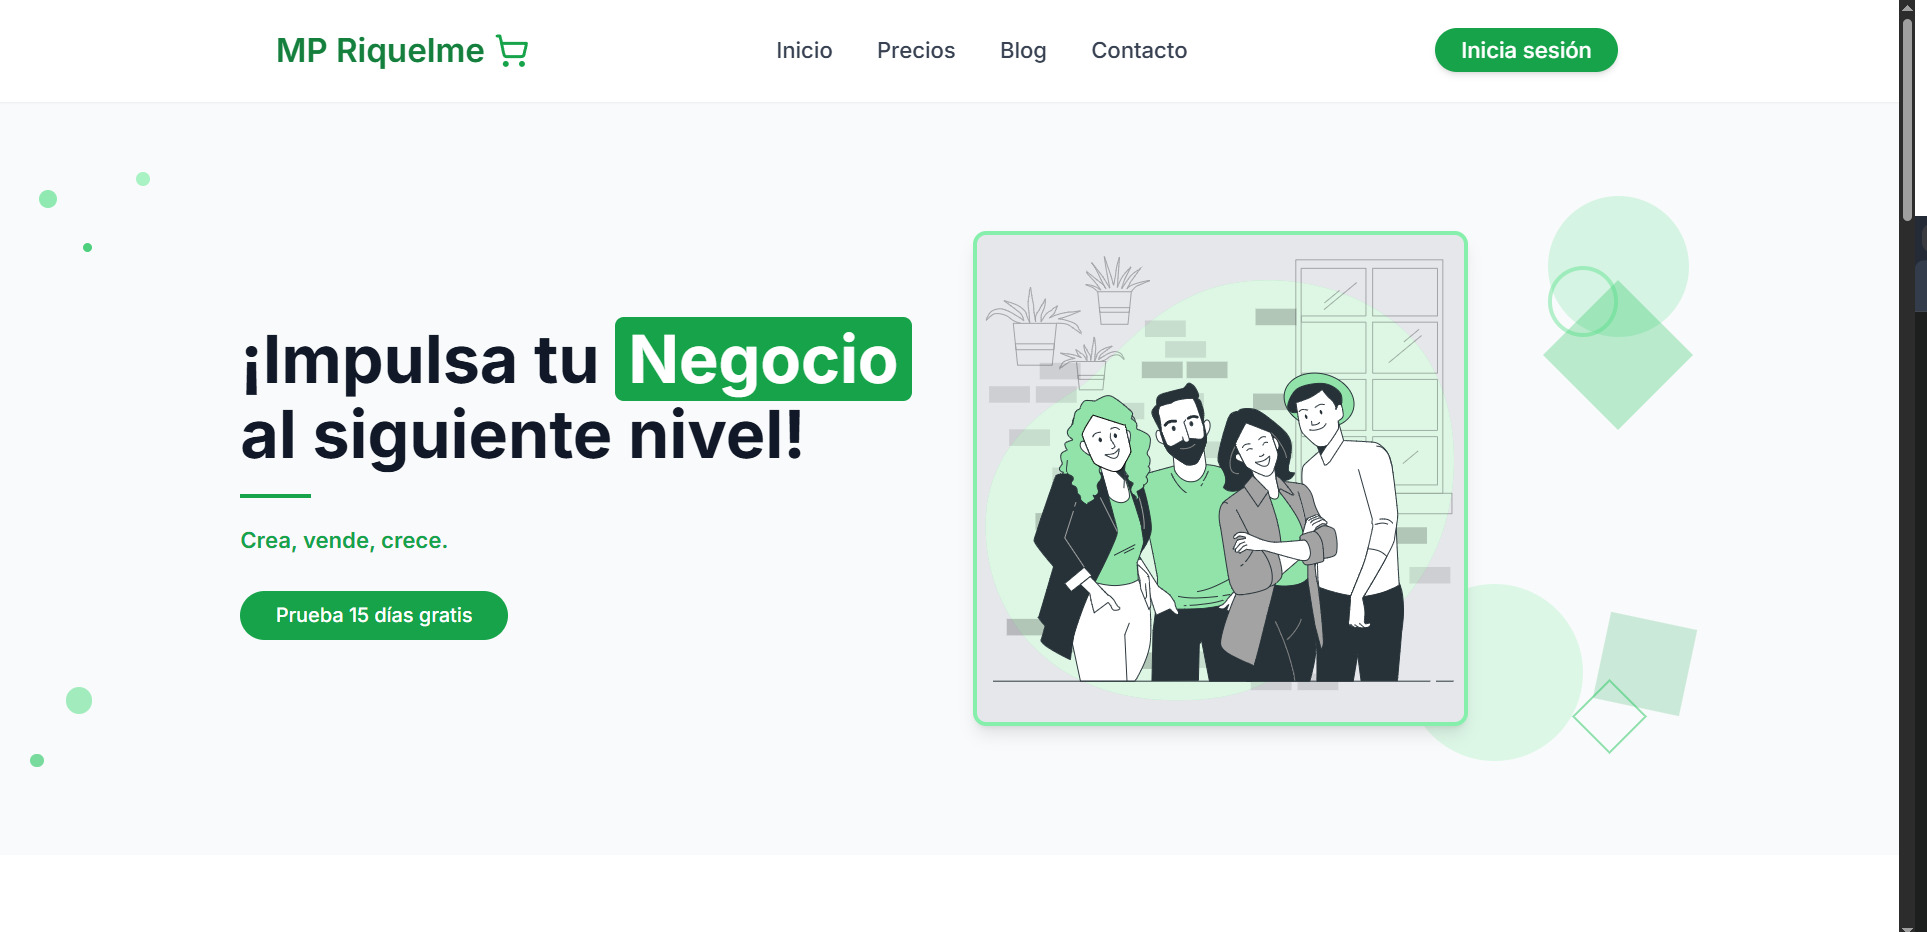 MP Riquelme
Inicio
Precios
Blog
Contacto
Inicia sesión
¡Impulsa tu Negocio
al siguiente nivel!
Crea, vende, crece.
Prueba 15 días gratis